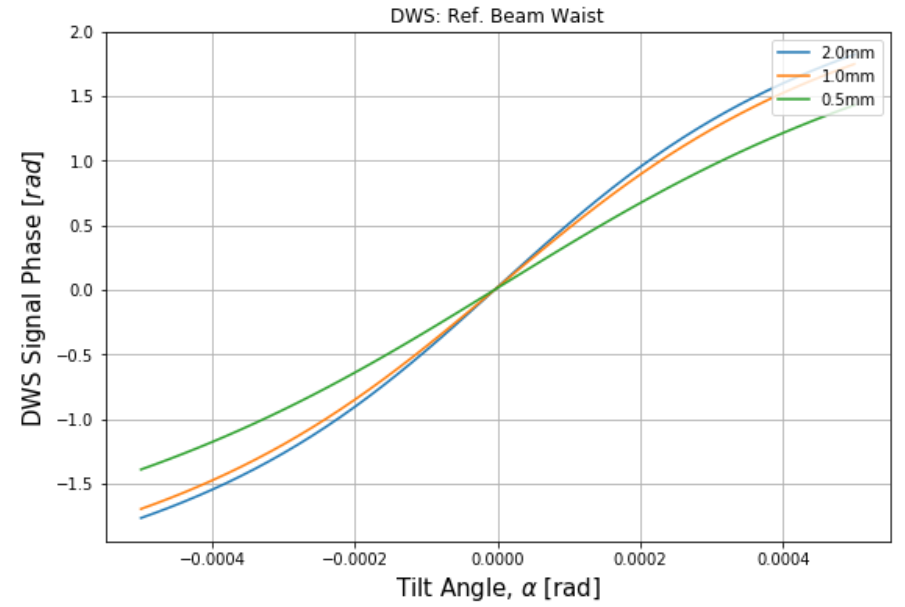 DWS: Ref. Beam Waist
2.0
2.0mm
1.0mm
0.5mm
1.5
1.0
0.5
0.0
−0.5
−1.0
−1.5
DWS Signal Phase [rad]
−0.0004 −0.0002 0.0000 0.0002 0.0004
Tilt Angle, α [rad]